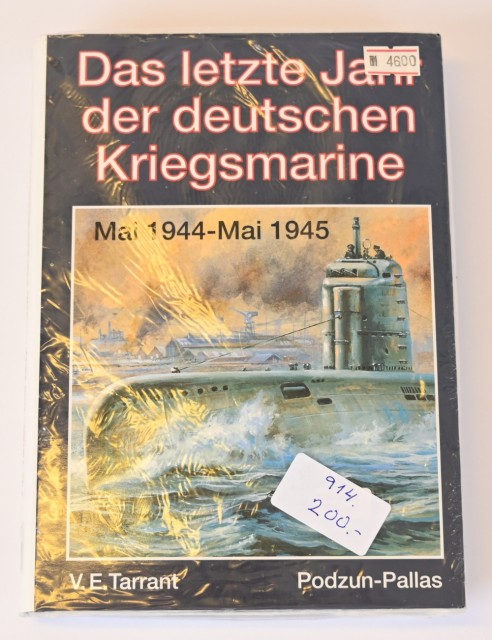 Das letzte Jahr
4600
der deutschen
Kriegsmarine
Mai 1944-Mai 1945
914.
200.-
V. E. Tarrant
Podzun-Pallas